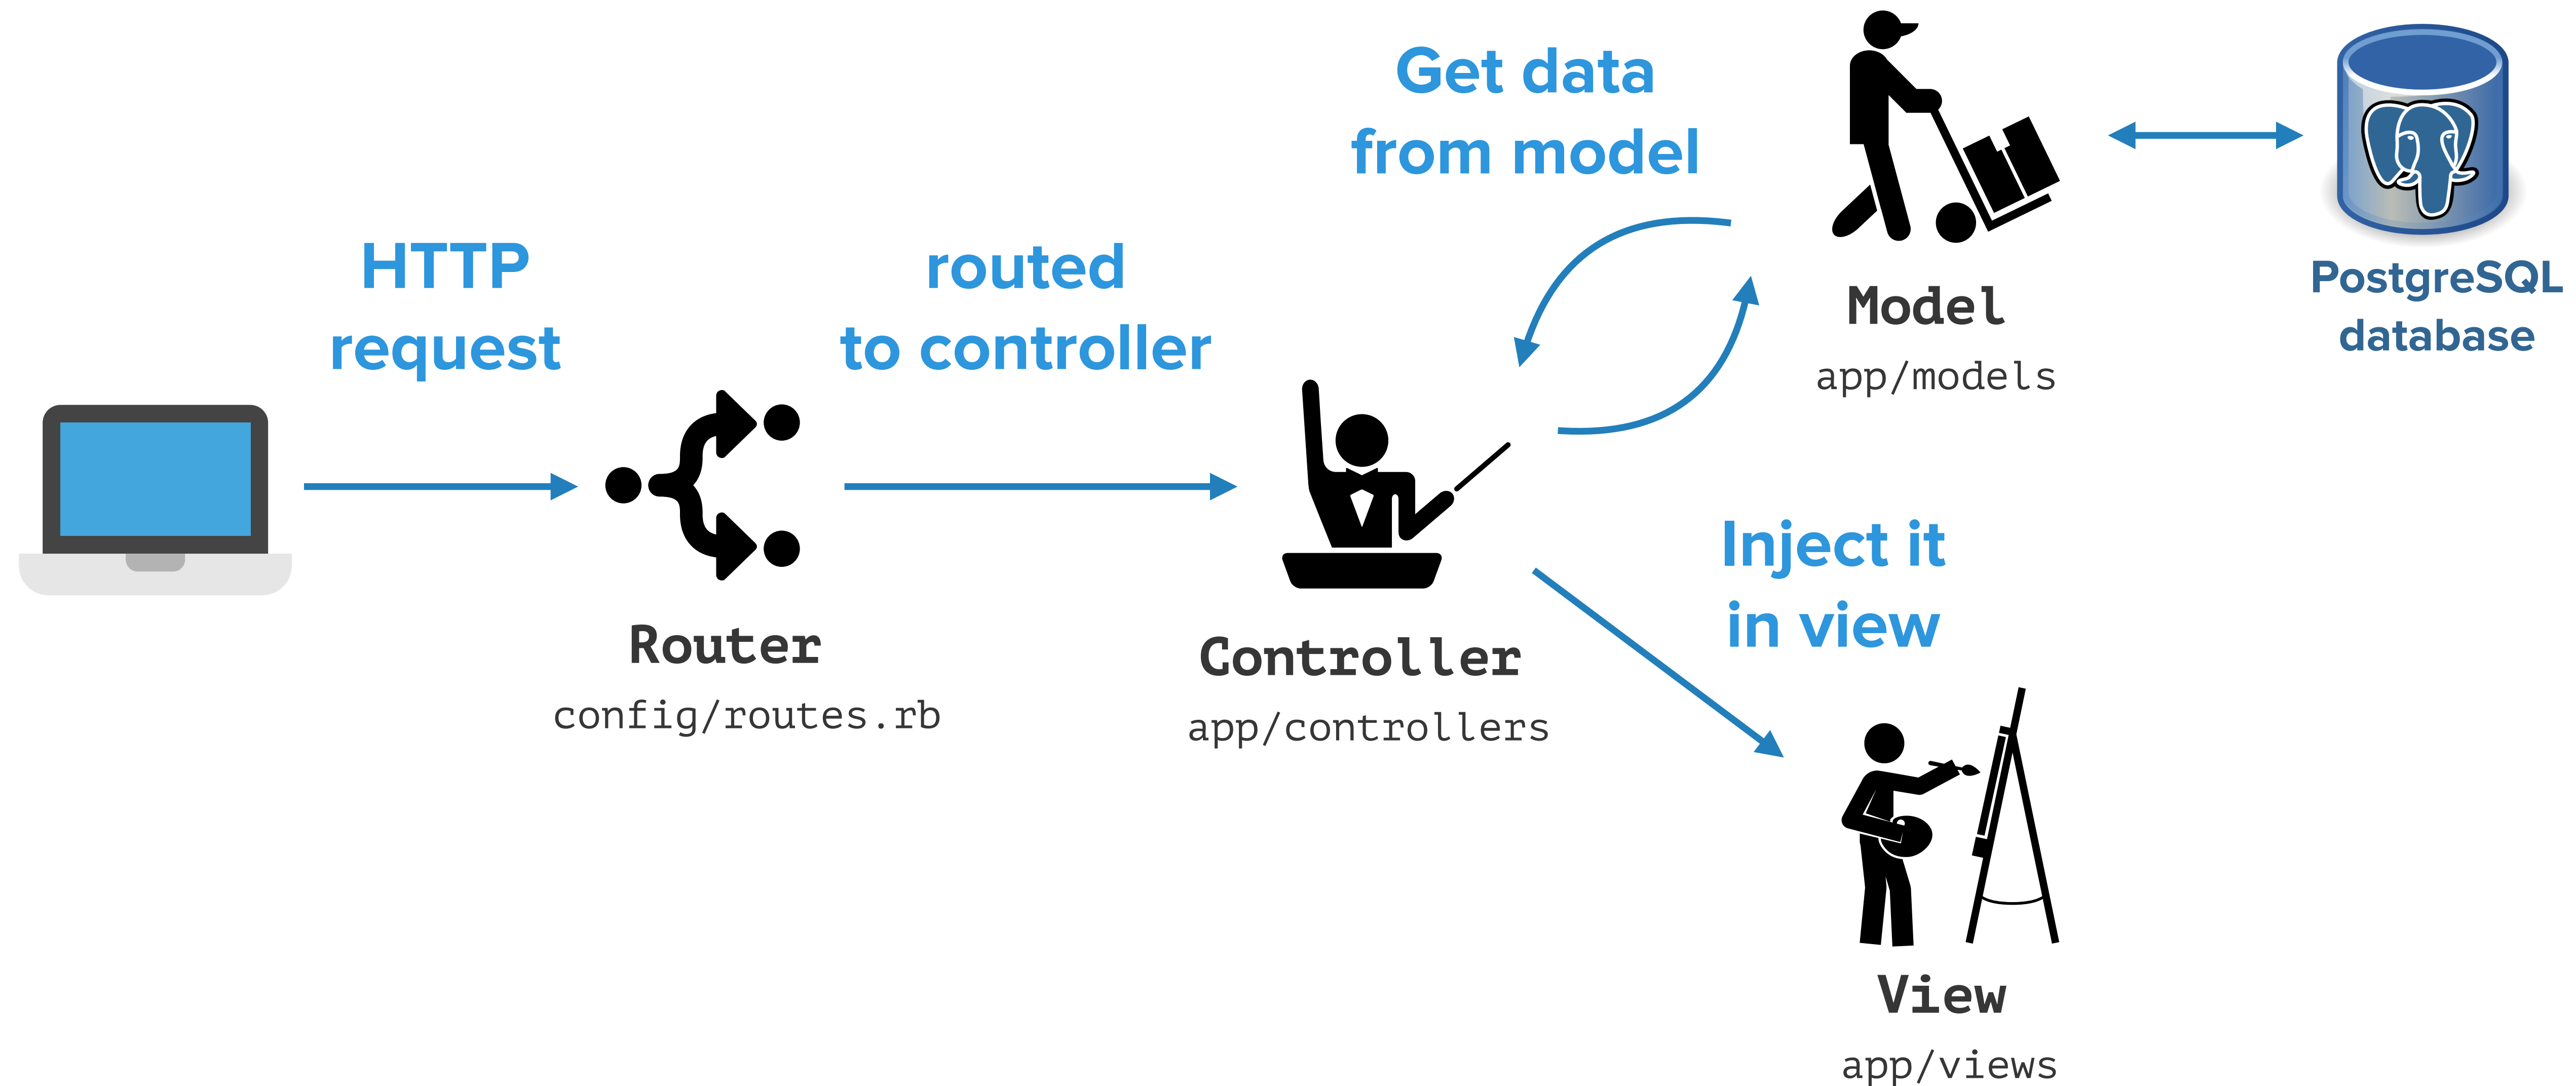 HTTP
request
Router
config/routes.rb
routed
to controller
Controller
app/controllers
Get data
from model
Model
app/models
PostgreSQL
database
Inject it
in view
View
app/views